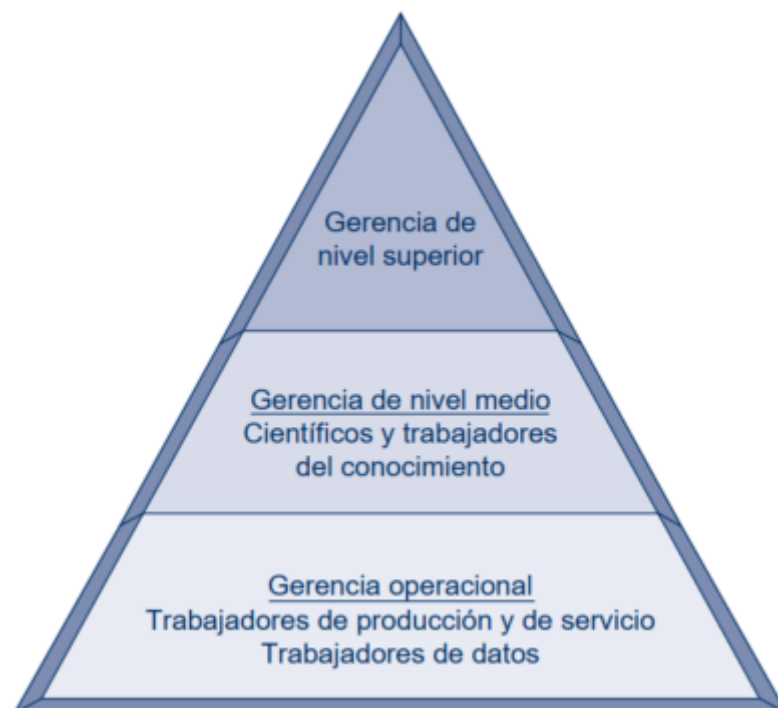 Gerencia de
nivel superior
Gerencia de nivel medio
Científicos y trabajadores
del conocimiento
Gerencia operacional
Trabajadores de producción y de servicio
Trabajadores de datos